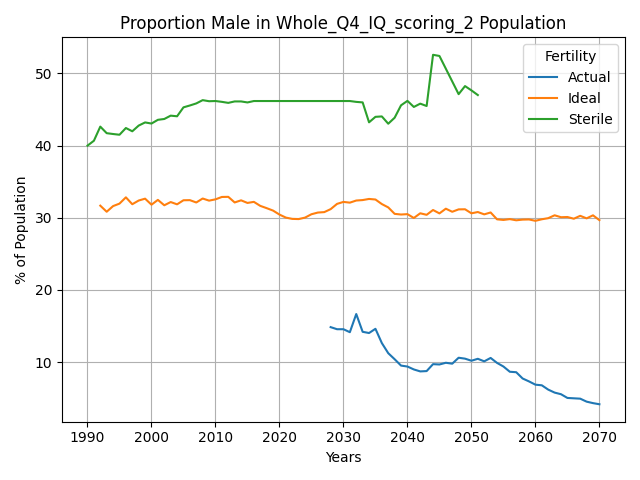 Proportion Male in Whole_Q4_IQ_scoring_2 Population
% of Population
50
40
30
20
10
1990 2000 2010 2020 2030 2040 2050 2060 2070
Years
Fertility
Actual
Ideal
Sterile